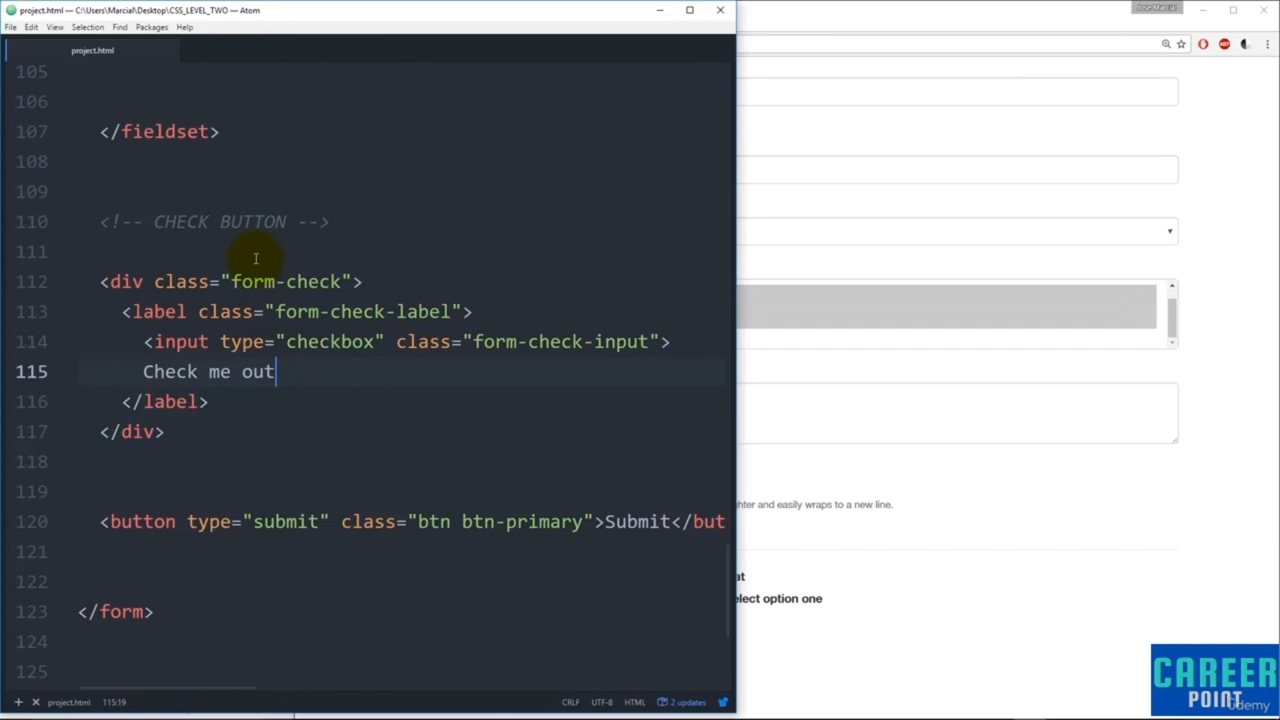 project.html — C:\Users\Marcial\Desktop\CSS_LEVEL_TWO — Atom
Jose Marcial
File Edit View Selection Find Packages Help
project.html
ABP
105
106
107 </fieldset>
108
109
110 <!-- CHECK BUTTON -->
111
112 <div class="form-check">
113 <label class="form-check-label">
114 <input type="checkbox" class="form-check-input">
115 Check me out
116 </label>
117 </div>
118
119
120 <button type="submit" class="btn btn-primary">Submit</but
121
122
123 </form>
124
125
hter and easily wraps to a new line.
at
elect option one
project.html 115:19
CRLF UTF-8 HTML 2 updates
CAREER
POINT
Udemy